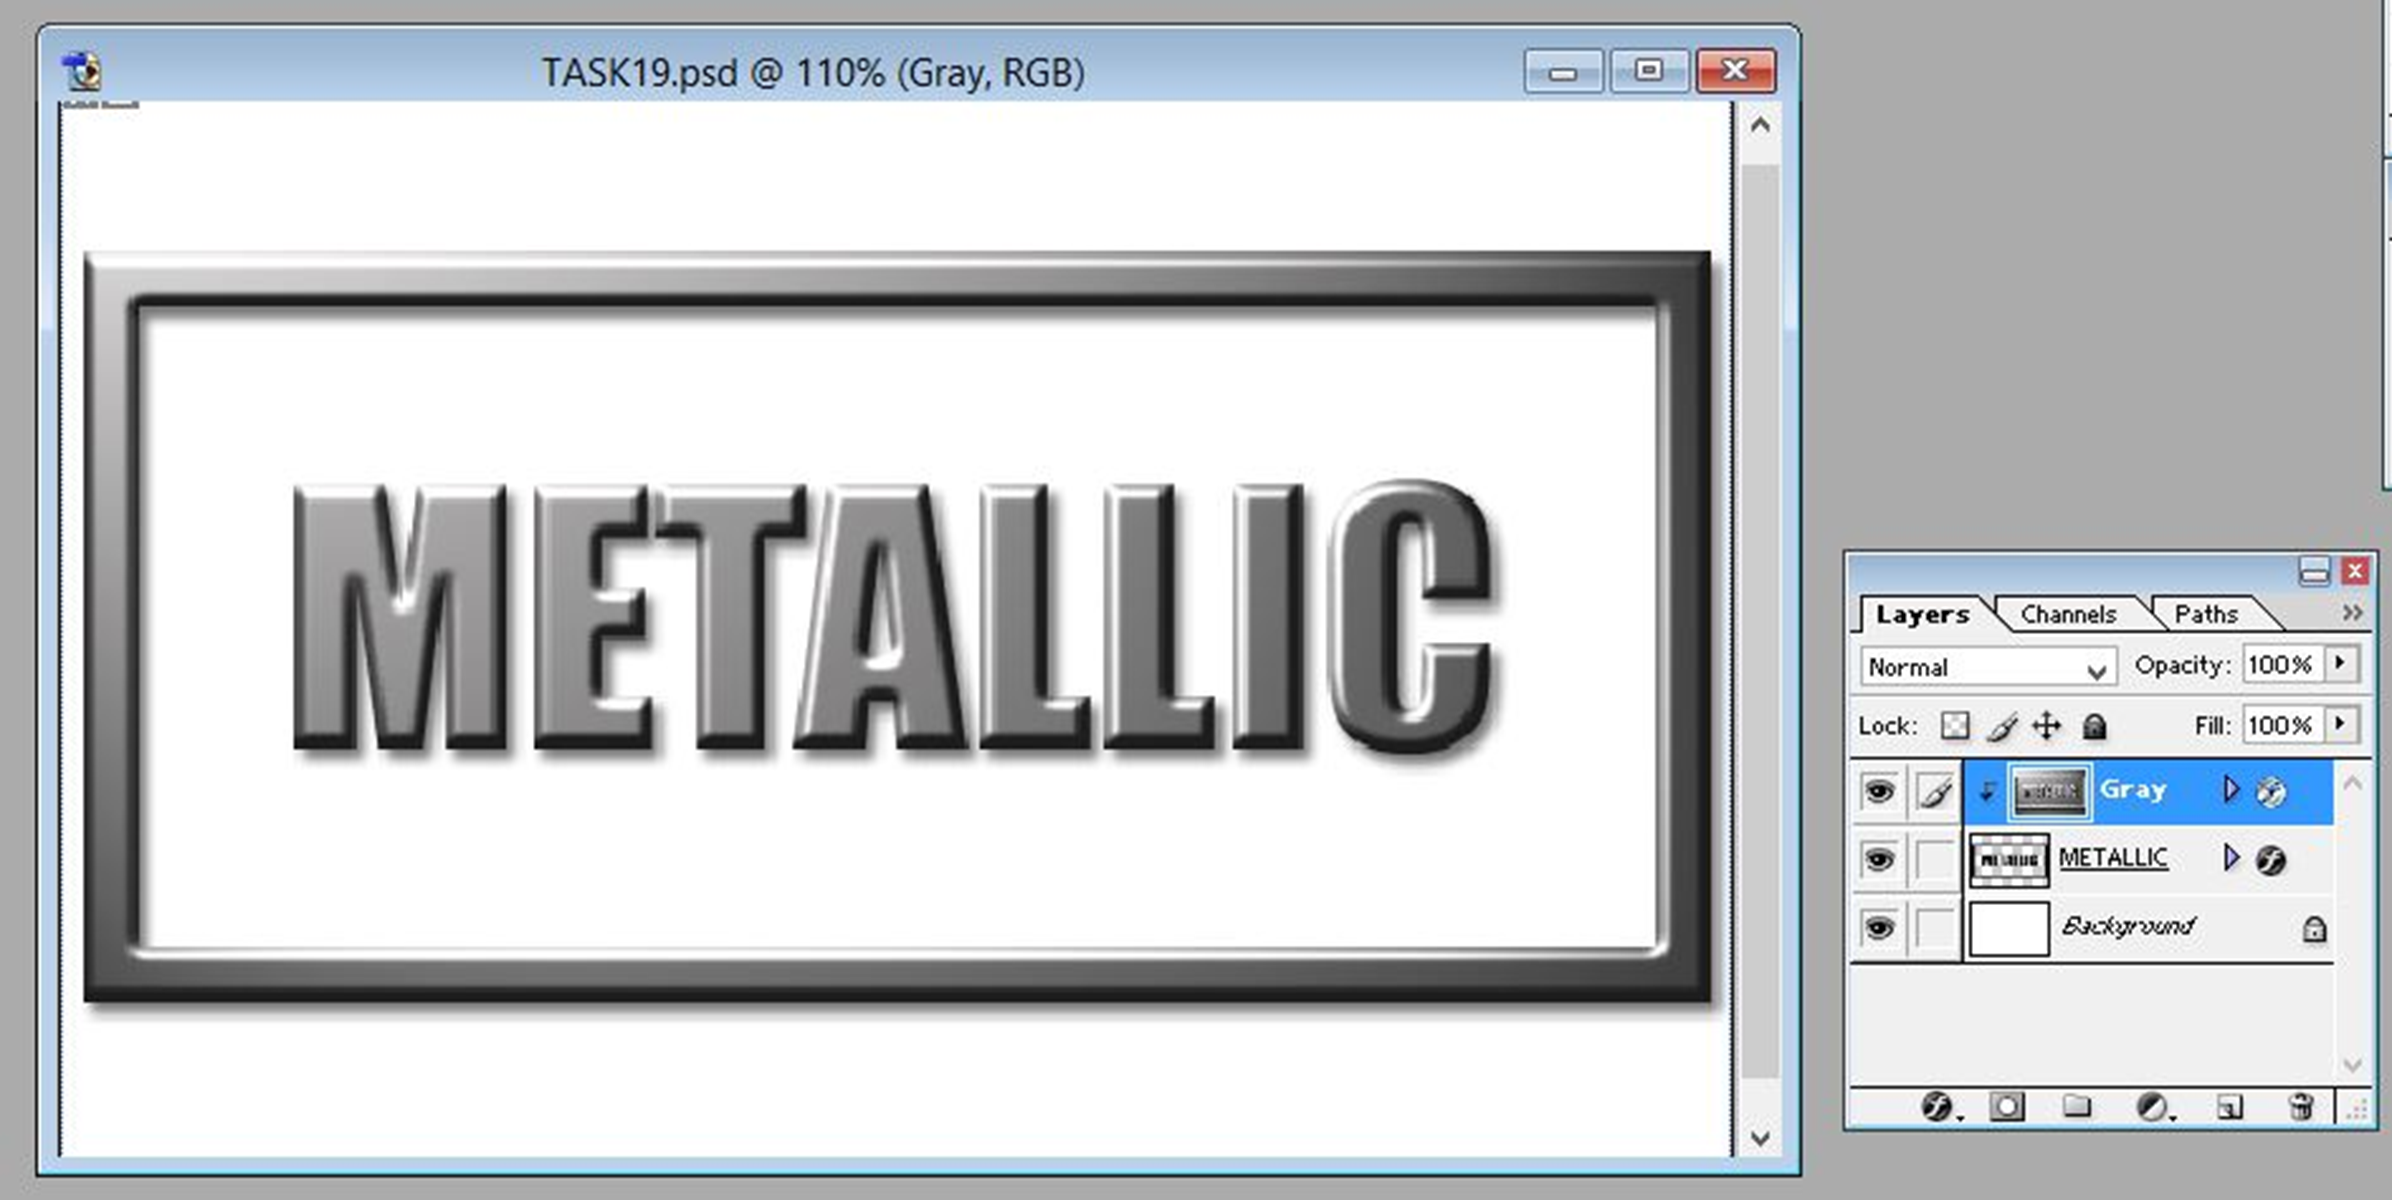 TASK19.psd @ 110% (Gray, RGB)
METALLIC
Layers Channels Paths
Normal Opacity: 100%
Lock: Fill: 100%
Gray
METALLIC
Background